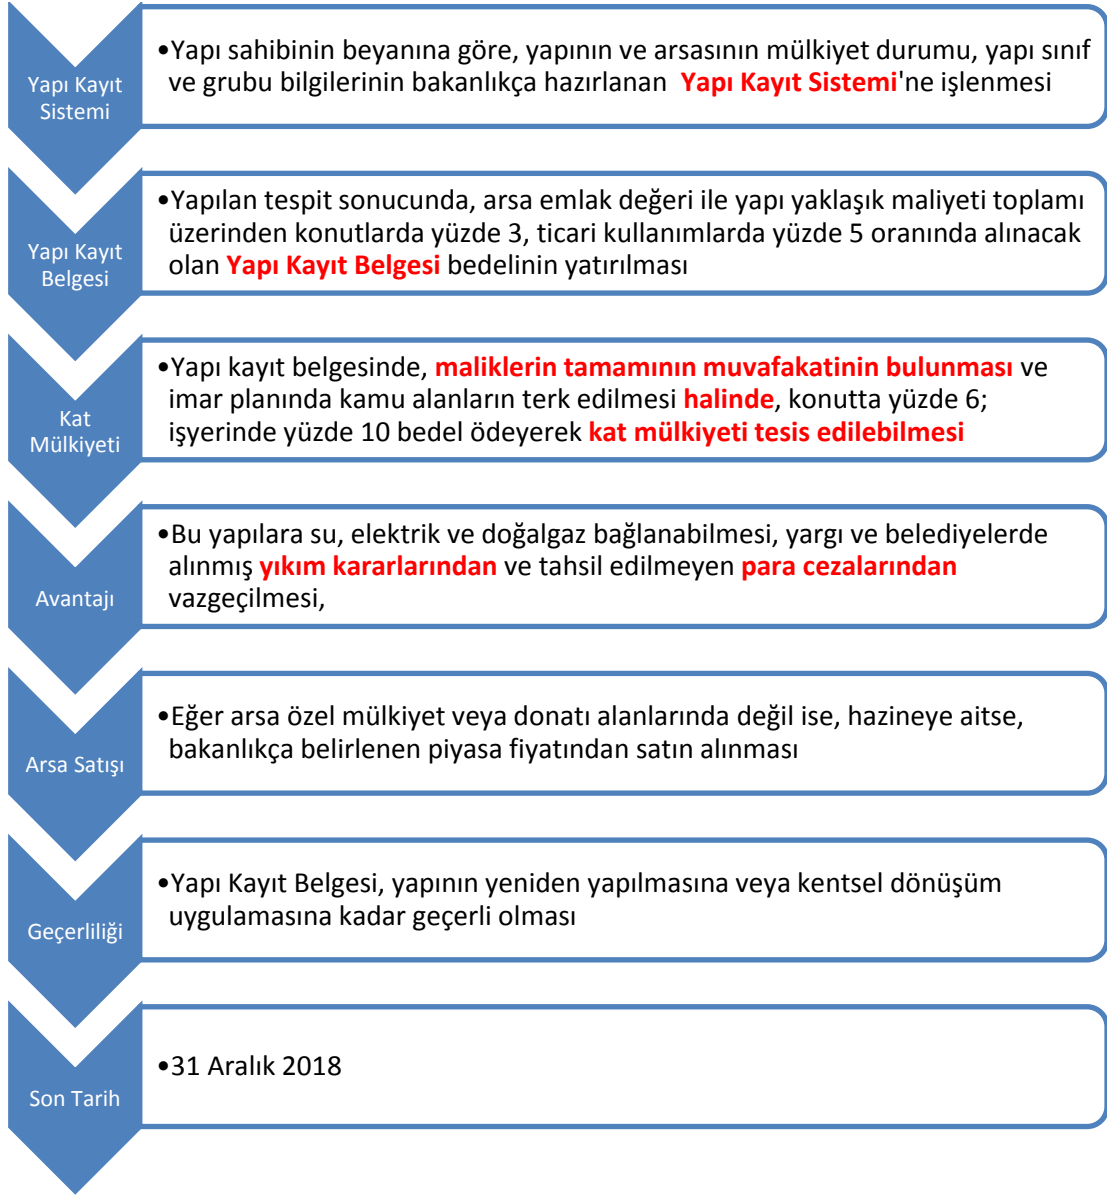 Yapı Kayıt
Sistemi
•Yapı sahibinin beyanına göre, yapının ve arsasının mülkiyet durumu, yapı sınıf
ve grubu bilgilerinin bakanlıkça hazırlanan Yapı Kayıt Sistemi'ne işlenmesi
Yapı Kayıt
Belgesi
•Yapılan tespit sonucunda, arsa emlak değeri ile yapı yaklaşık maliyeti toplamı
üzerinden konutlarda yüzde 3, ticari kullanımlarda yüzde 5 oranında alınacak
olan Yapı Kayıt Belgesi bedelinin yatırılması
Kat
Mülkiyeti
•Yapı kayıt belgesinde, maliklerin tamamının muvafakatinin bulunması ve
imar planında kamu alanların terk edilmesi halinde, konutta yüzde 6;
işyerinde yüzde 10 bedel ödeyerek kat mülkiyeti tesis edilebilmesi
Avantajı
•Bu yapılara su, elektrik ve doğalgaz bağlanabilmesi, yargı ve belediyelerde
alınmış yıkım kararlarından ve tahsil edilmeyen para cezalarından
vazgeçilmesi,
Arsa Satışı
•Eğer arsa özel mülkiyet veya donatı alanlarında değil ise, hazineye aitse,
bakanlıkça belirlenen piyasa fiyatından satın alınması
Geçerliliği
•Yapı Kayıt Belgesi, yapının yeniden yapılmasına veya kentsel dönüşüm
uygulamasına kadar geçerli olması
Son Tarih
•31 Aralık 2018